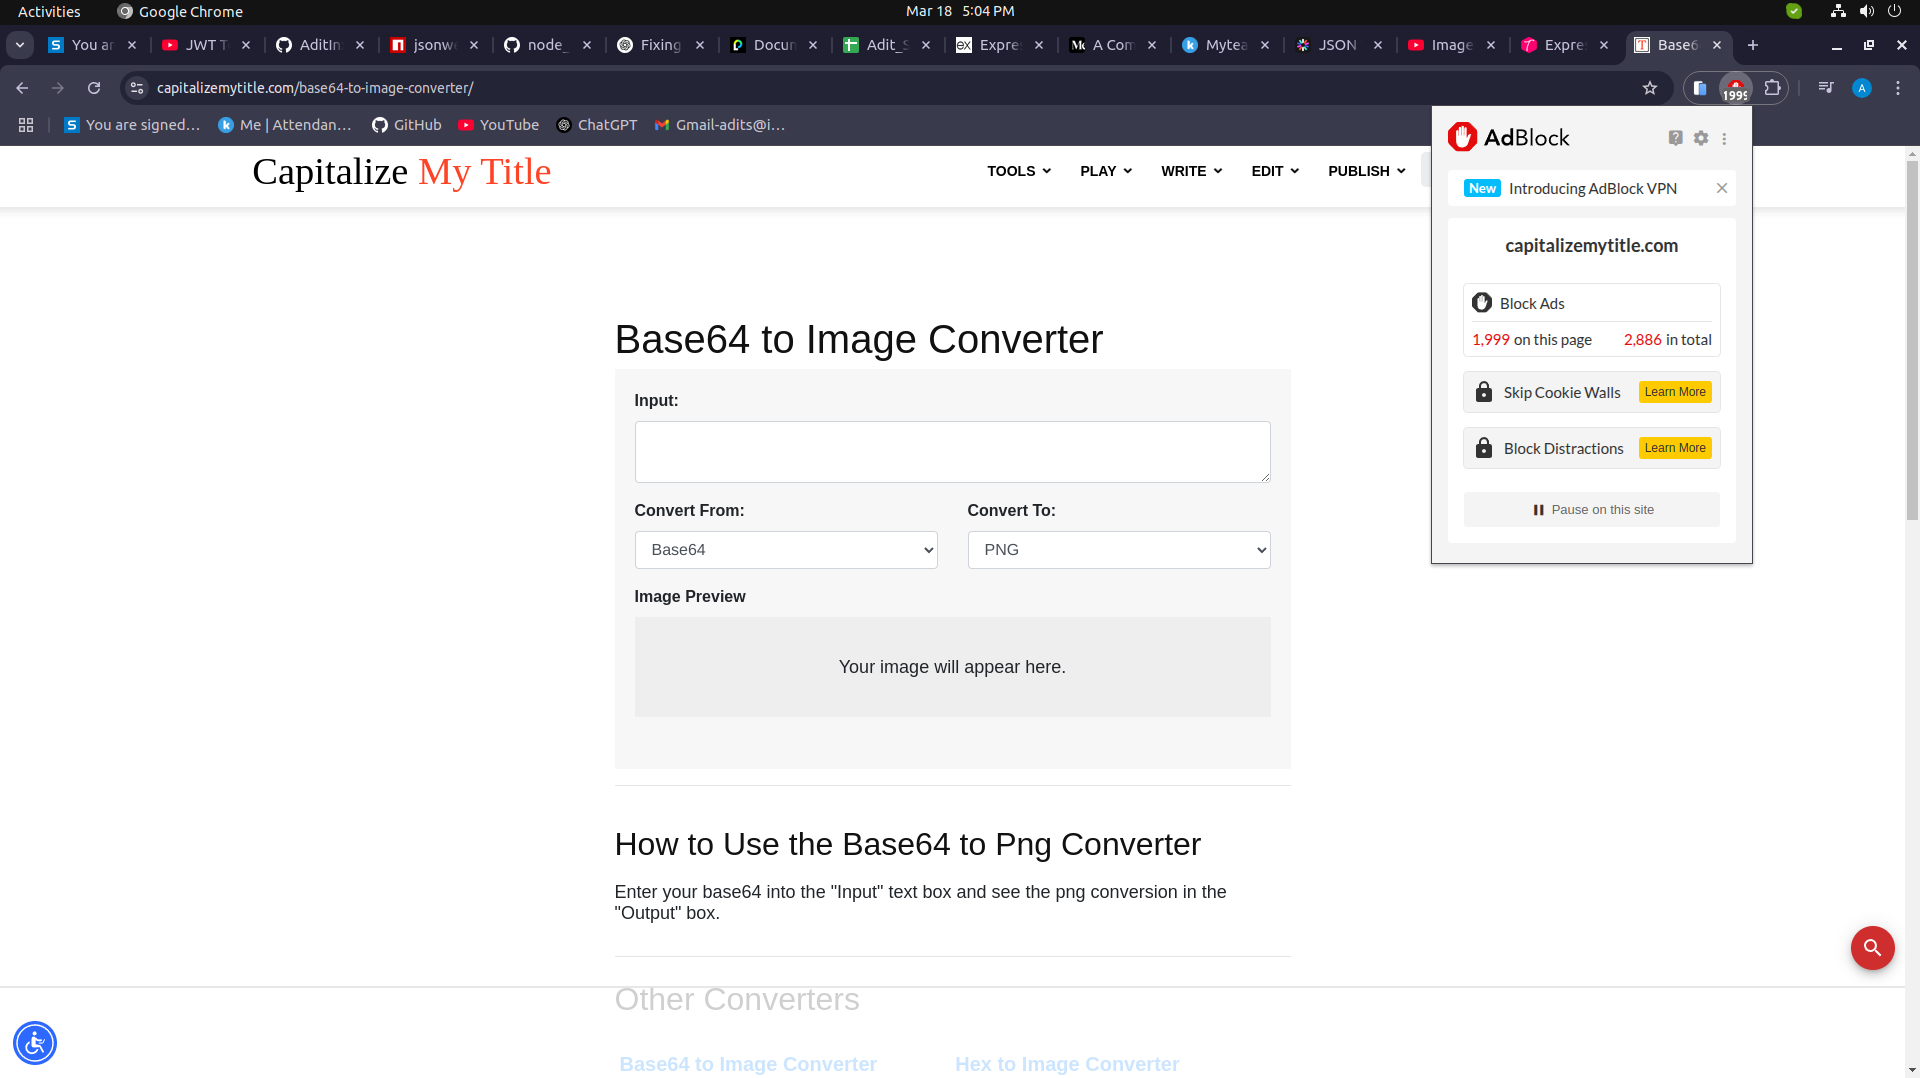 Activities
Google Chrome
Mar 18 5:04 PM
You ar
JWT T
AditIn
jsonwe
node_
Fixing
Docun
Adit_S
Expre
A Com
Mytea
JSON
Image
Expre
Base6
capitalizemytitle.com/base64-to-image-converter/
1999
A
You are signed...
Me | Attendan...
GitHub
YouTube
ChatGPT
Gmail-adits@i...
Capitalize My Title
TOOLS
PLAY
WRITE
EDIT
PUBLISH
AdBlock
New Introducing AdBlock VPN
capitalizemytitle.com
Block Ads
1,999 on this page
2,886 in total
Skip Cookie Walls
Learn More
Block Distractions
Learn More
Pause on this site
Base64 to Image Converter
Input:
Convert From:
Convert To:
Base64
PNG
Image Preview
Your image will appear here.
How to Use the Base64 to Png Converter
Enter your base64 into the "Input" text box and see the png conversion in the
"Output" box.
Other Converters
Base64 to Image Converter
Hex to Image Converter